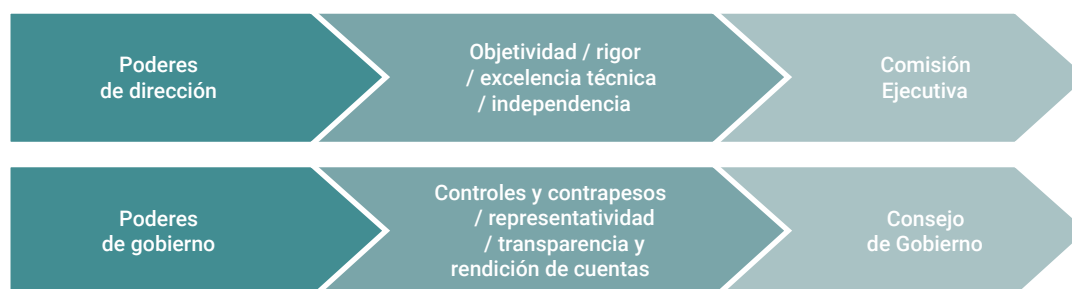 Poderes
de dirección
Objetividad / rigor
/ excelencia técnica
/ independencia
Comisión
Ejecutiva
Poderes
de gobierno
Controles y contrapesos
/ representatividad
/ transparencia y
rendición de cuentas
Consejo
de Gobierno